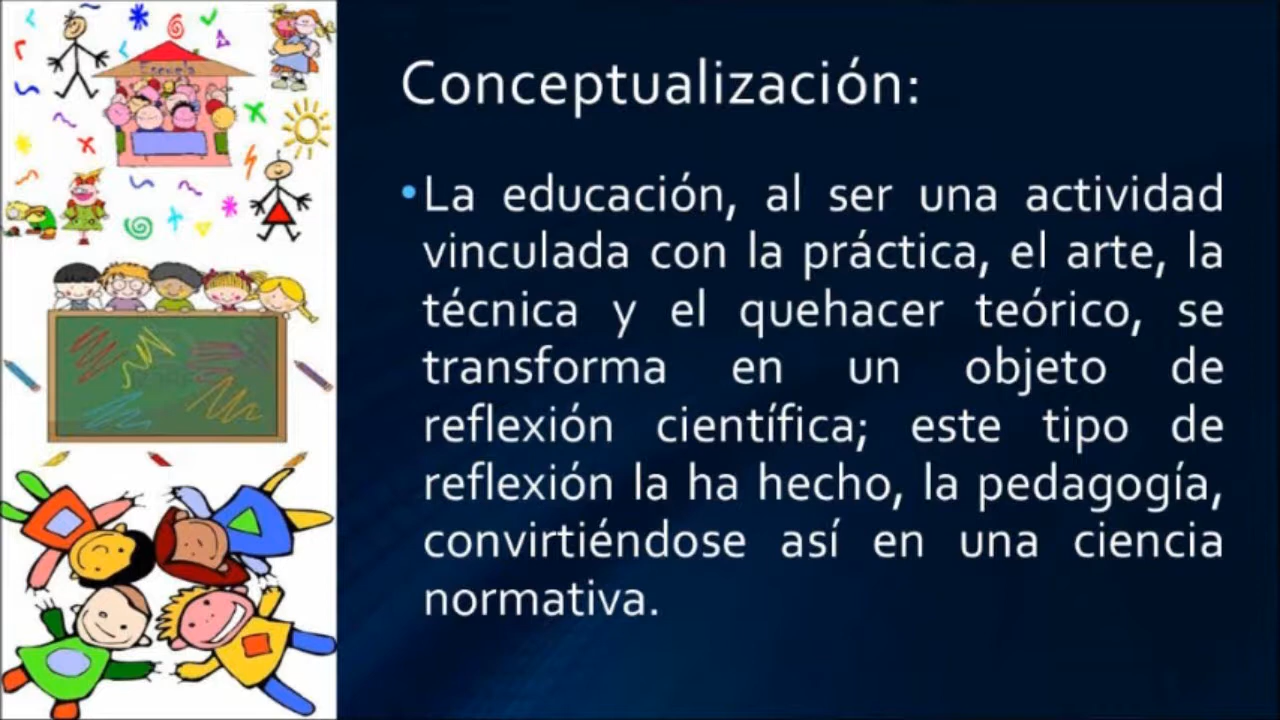 Escuela
Conceptualización:
•La educación, al ser una actividad
vinculada con la práctica, el arte, la
técnica y el quehacer teórico, se
transforma en un objeto de
reflexión científica; este tipo de
reflexión la ha hecho, la pedagogía,
convirtiéndose así en una ciencia
normativa.